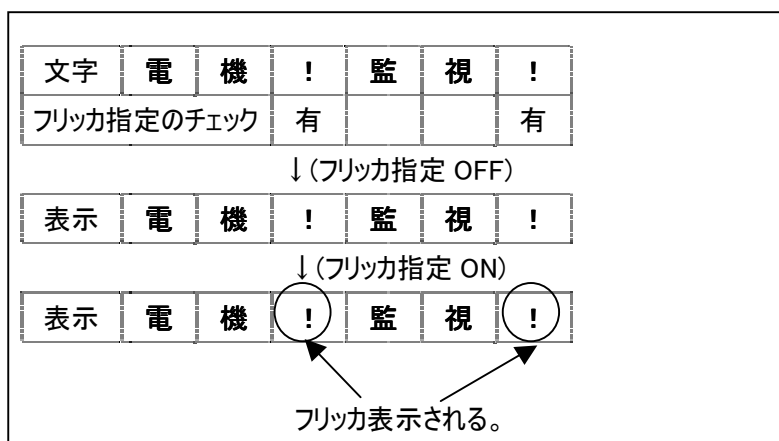 文字 電 機 ! 監 視 !
フリッカ指定のチェック 有 有
↓(フリッカ指定 OFF)
表示 電 機 ! 監 視 !
↓(フリッカ指定 ON)
表示 電 機 ! 監 視 !
フリッカ表示される。